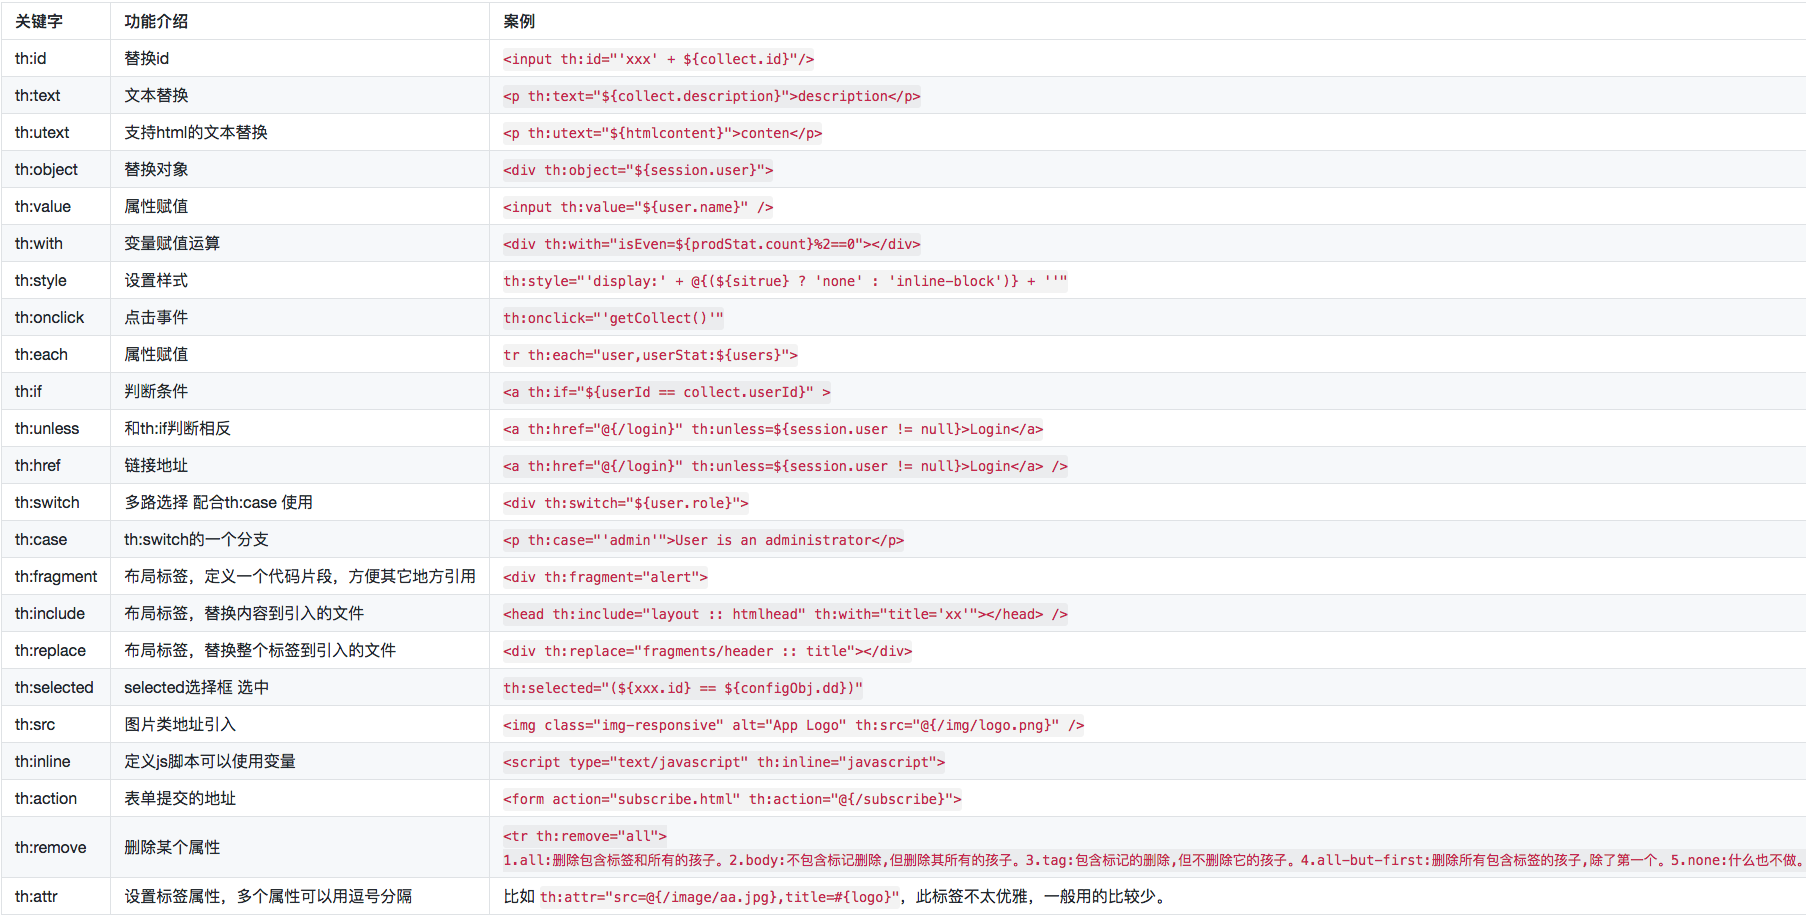 关键字 功能介绍 案例
th:id 替换id <input th:id="'xxx' + ${collect.id}"/>
th:text 文本替换 <p th:text="${collect.description}">description</p>
th:utext 支持html的文本替换 <p th:utext="${htmlcontent}">conten</p>
th:object 替换对象 <div th:object="${session.user}">
th:value 属性赋值 <input th:value="${user.name}" />
th:with 变量赋值运算 <div th:with="isEven=${prodStat.count}%2==0"></div>
th:style 设置样式 th:style="'display:' + @{(${sitrue} ? 'none' : 'inline-block')} + ''"
th:onclick 点击事件 th:onclick="'getCollect()'"
th:each 属性赋值 tr th:each="user,userStat:${users}">
th:if 判断条件 <a th:if="${userId == collect.userId}" >
th:unless 和th:if判断相反 <a th:href="@{/login}" th:unless=${session.user != null}>Login</a>
th:href 链接地址 <a th:href="@{/login}" th:unless=${session.user != null}>Login</a> />
th:switch 多路选择 配合th:case 使用 <div th:switch="${user.role}">
th:case th:switch的一个分支 <p th:case="'admin'">User is an administrator</p>
th:fragment 布局标签，定义一个代码片段，方便其它地方引用 <div th:fragment="alert">
th:include 布局标签，替换内容到引入的文件 <head th:include="layout :: htmlhead" th:with="title='xx'"></head> />
th:replace 布局标签，替换整个标签到引入的文件 <div th:replace="fragments/header :: title"></div>
th:selected selected选择框 选中 th:selected="(${xxx.id} == ${configObj.dd})"
th:src 图片类地址引入 <img class="img-responsive" alt="App Logo" th:src="@{/img/logo.png}" />
th:inline 定义js脚本可以使用变量 <script type="text/javascript" th:inline="javascript">
th:action 表单提交的地址 <form action="subscribe.html" th:action="@{/subscribe}">
th:remove 删除某个属性 <tr th:remove="all">
1.all:删除包含标签和所有的孩子。2.body:不包含标记删除,但删除其所有的孩子。3.tag:包含标记的删除,但不删除它的孩子。4.all-but-first:删除所有包含标签的孩子,除了第一个。5.none:什么也不做。
th:attr 设置标签属性，多个属性可以用逗号分隔 比如 th:attr="src=@{/image/aa.jpg},title=#{logo}"，此标签不太优雅，一般用的比较少。